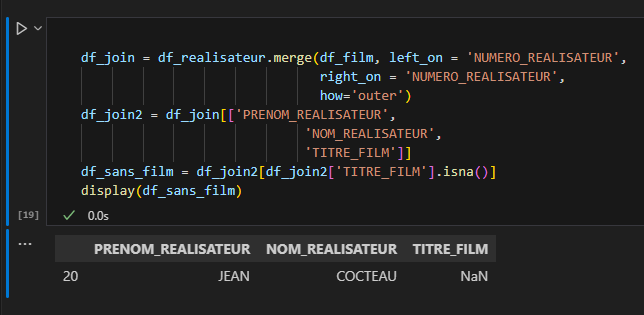 df_join = df_realisateur.merge(df_film, left_on = 'NUMERO_REALISATEUR',
right_on = 'NUMERO_REALISATEUR',
how='outer')
df_join2 = df_join[['PRENOM_REALISATEUR',
'NOM_REALISATEUR',
'TITRE_FILM']]
df_sans_film = df_join2[df_join2['TITRE_FILM'].isna()]
display(df_sans_film)
[19] ✓ 0.0s
... PRENOM_REALISATEUR NOM_REALISATEUR TITRE_FILM
20 JEAN COCTEAU NaN